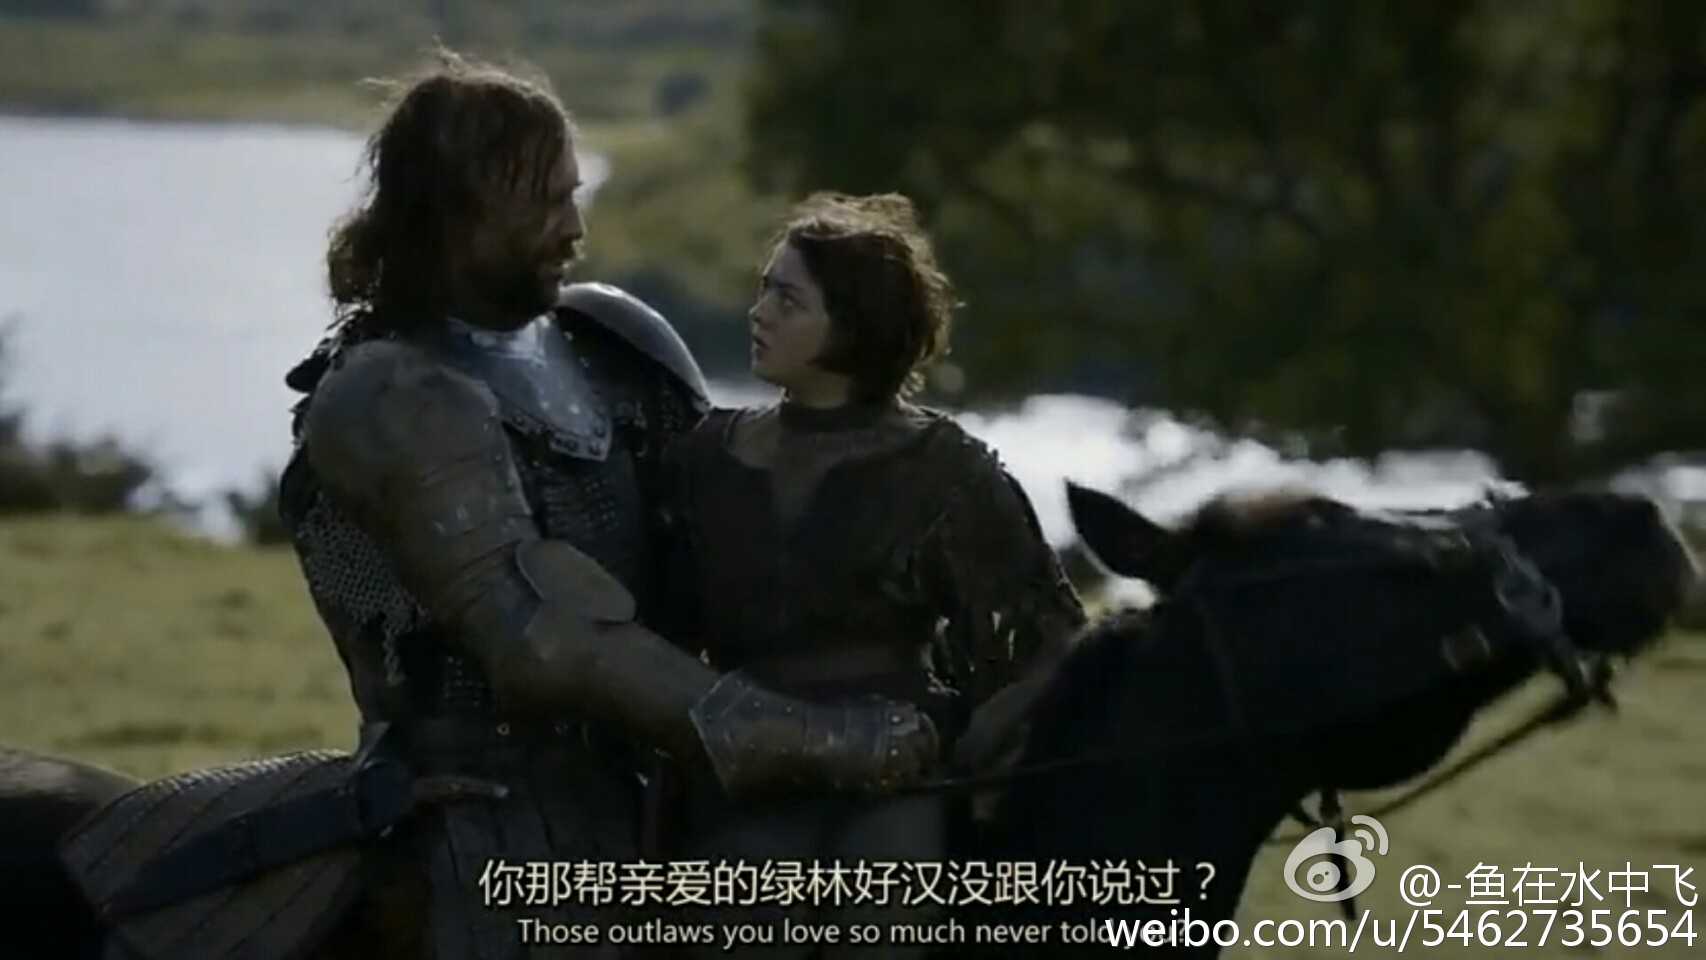 你那帮亲爱的绿林好汉没跟你说过？
Those outlaws you love so much never told you?
@-鱼在水中飞
weibo.com/u/5462735654